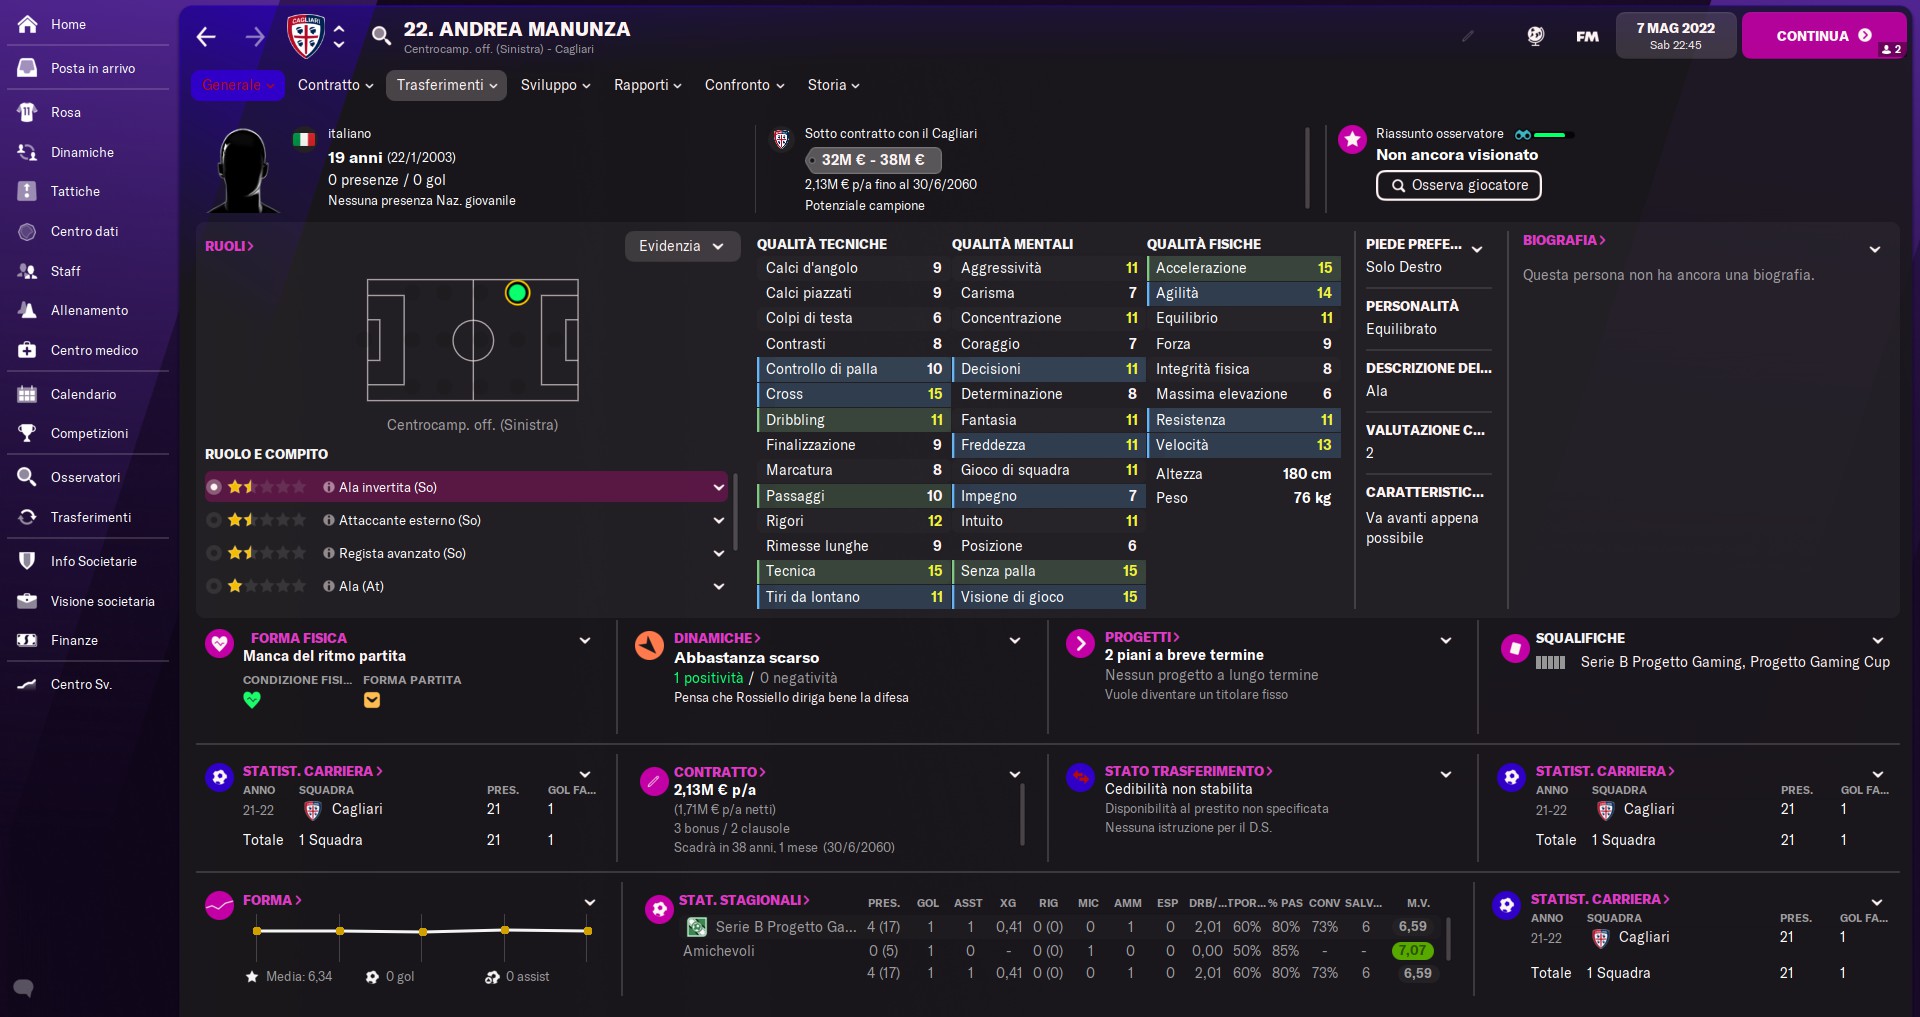 Home
Posta in arrivo
Rosa
Dinamiche
Tattiche
Centro dati
Staff
Allenamento
Centro medico
Calendario
Competizioni
Osservatori
Trasferimenti
Info Societarie
Visione societaria
Finanze
Centro Sv.
22. ANDREA MANUNZA
Centrocamp. off. (Sinistra) - Cagliari
FM
7 MAG 2022
Sab 22:45
CONTINUA
2
Generale Contratto Trasferimenti Sviluppo Rapporti Confronto Storia
italiano
19 anni (22/1/2003)
0 presenze / 0 gol
Nessuna presenza Naz. giovanile
Sotto contratto con il Cagliari
32M € - 38M €
2,13M € p/a fino al 30/6/2060
Potenziale campione
Riassunto osservatore
Non ancora visionato
Osserva giocatore
RUOLI
Evidenzia
Centrocamp. off. (Sinistra)
RUOLO E COMPITO
Ala invertita (So)
Attaccante esterno (So)
Regista avanzato (So)
Ala (At)
QUALITÀ TECNICHE
Calci d'angolo 9
Calci piazzati 9
Colpi di testa 6
Contrasti 8
Controllo di palla 10
Cross 15
Dribbling 11
Finalizzazione 9
Marcatura 8
Passaggi 10
Rigori 12
Rimesse lunghe 9
Tecnica 15
Tiri da lontano 11
QUALITÀ MENTALI
Aggressività 11
Carisma 7
Concentrazione 11
Coraggio 7
Decisioni 11
Determinazione 8
Fantasia 11
Freddezza 11
Gioco di squadra 11
Impegno 7
Intuito 11
Posizione 6
Senza palla 15
Visione di gioco 15
QUALITÀ FISICHE
Accelerazione 15
Agilità 14
Equilibrio 11
Forza 9
Integrità fisica 8
Massima elevazione 6
Resistenza 11
Velocità 13
Altezza 180 cm
Peso 76 kg
PIEDE PREFE...
Solo Destro
PERSONALITÀ
Equilibrato
DESCRIZIONE DEI...
Ala
VALUTAZIONE C...
2
CARATTERISTIC...
Va avanti appena
possibile
BIOGRAFIA
Questa persona non ha ancora una biografia.
FORMA FISICA
Manca del ritmo partita
CONDIZIONE FISI... FORMA PARTITA
DINAMICHE
Abbastanza scarso
1 positività / 0 negatività
Pensa che Rossiello diriga bene la difesa
PROGETTI
2 piani a breve termine
Nessun progetto a lungo termine
Vuole diventare un titolare fisso
SQUALIFICHE
Serie B Progetto Gaming, Progetto Gaming Cup
STATIST. CARRIERA
ANNO SQUADRA PRES. GOL FA...
21-22 Cagliari 21 1
Totale 1 Squadra 21 1
CONTRATTO
2,13M € p/a
(1,71M € p/a netti)
3 bonus / 2 clausole
Scadrà in 38 anni, 1 mese (30/6/2060)
STATO TRASFERIMENTO
Cedibilità non stabilita
Disponibilità al prestito non specificata
Nessuna istruzione per il D.S.
STATIST. CARRIERA
ANNO SQUADRA PRES. GOL FA...
21-22 Cagliari 21 1
Totale 1 Squadra 21 1
FORMA
Media: 6,34 0 gol 0 assist
STAT. STAGIONALI PRES. GOL ASST XG RIG MIC AMM ESP DRB/... TPOR... % PAS CONV SALV... M.V.
Serie B Progetto Ga... 4 (17) 1 1 0,41 0 (0) 0 1 0 2,01 60% 80% 73% 6 6,59
Amichevoli 0 (5) 1 0 - 0 (0) 1 0 0 0,00 50% 85% - - 7,07
4 (17) 1 1 0,41 0 (0) 0 1 0 2,01 60% 80% 73% 6 6,59
STATIST. CARRIERA
ANNO SQUADRA PRES. GOL FA...
21-22 Cagliari 21 1
Totale 1 Squadra 21 1